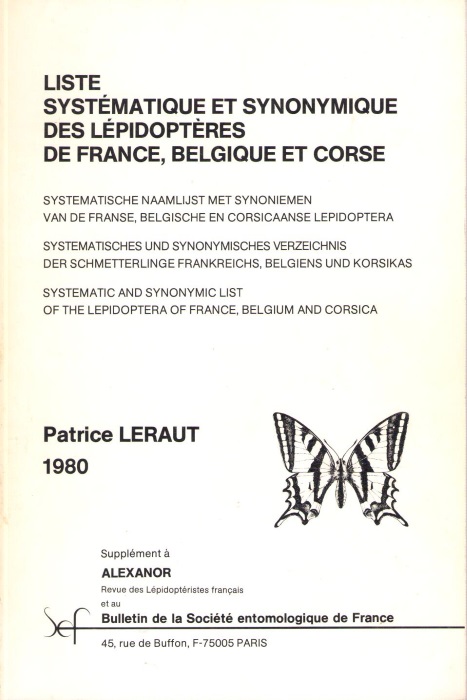 LISTE
SYSTÉMATIQUE ET SYNONYMIQUE
DES LÉPIDOPTÈRES
DE FRANCE, BELGIQUE ET CORSE
SYSTEMATISCHE NAAMLIJST MET SYNONIEMEN
VAN DE FRANSE, BELGISCHE EN CORSICAANSE LEPIDOPTERA
SYSTEMATISCHES UND SYNONYMISCHES VERZEICHNIS
DER SCHMETTERLINGE FRANKREICHS, BELGIENS UND KORSIKAS
SYSTEMATIC AND SYNONYMIC LIST
OF THE LEPIDOPTERA OF FRANCE, BELGIUM AND CORSICA
Patrice LERAUT
1980
Supplément à
ALEXANOR
Revue des Lépidoptéristes français
et au
Bulletin de la Société entomologique de France
sef
45, rue de Buffon, F-75005 PARIS